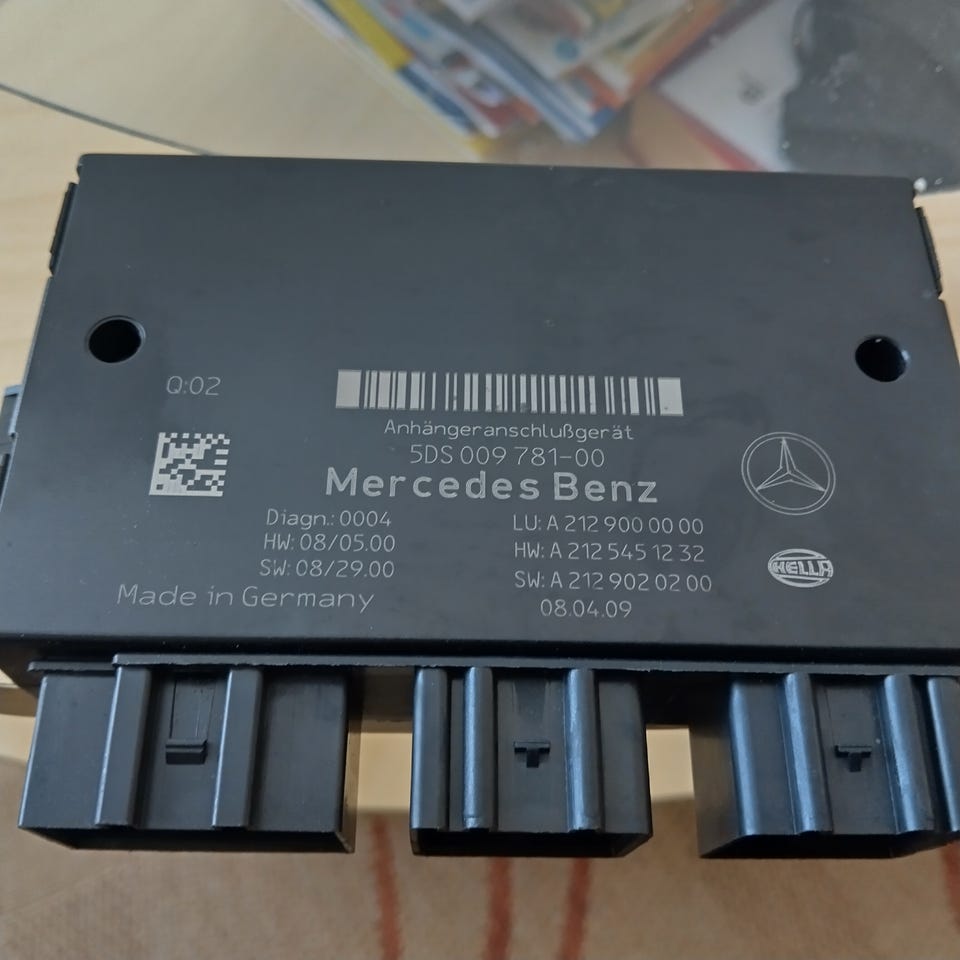 Q:02
Anhängeranschlußgerät
5DS 009 781-00
Mercedes Benz
Diagn.: 0004
HW: 08/05.00
SW: 08/29.00
Made in Germany
LU: A 212 900 00 00
HW: A 212 545 12 32
SW: A 212 902 02 00
08.04.09
HELLA